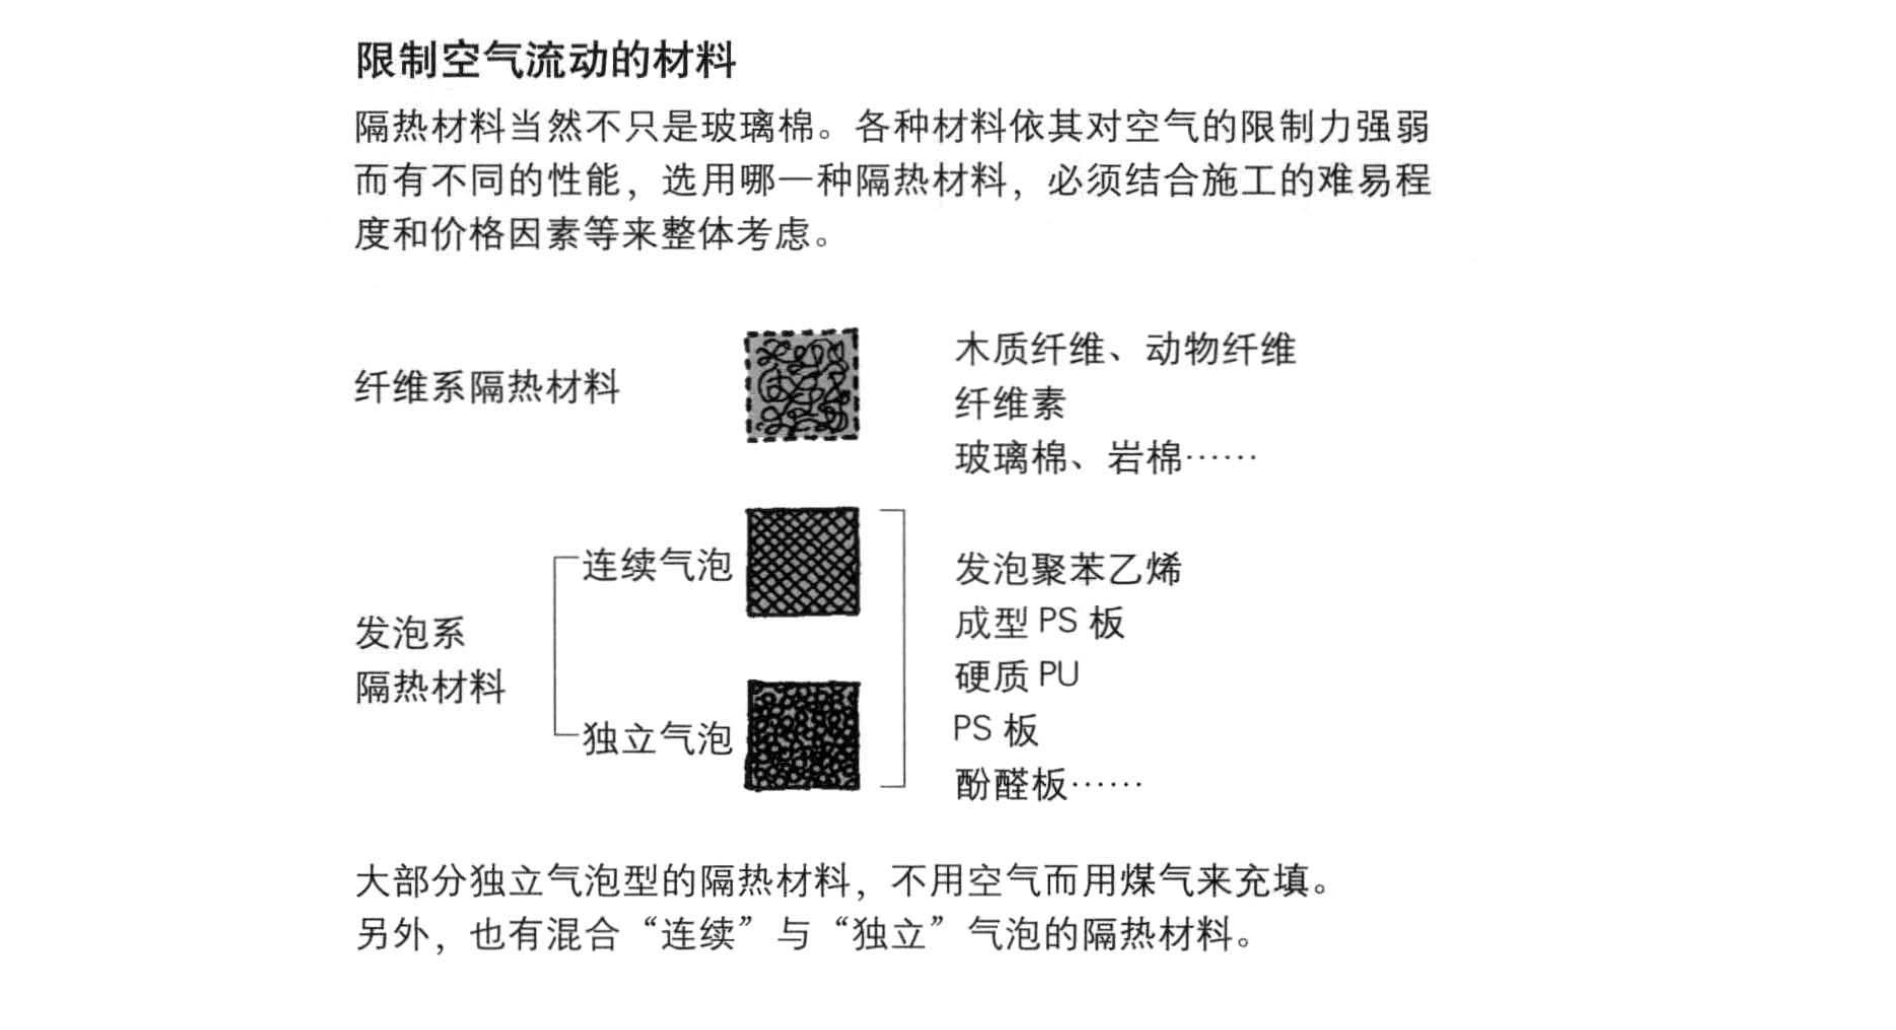 限制空气流动的材料
隔热材料当然不只是玻璃棉。各种材料依其对空气的限制力强弱
而有不同的性能，选用哪一种隔热材料，必须结合施工的难易程
度和价格因素等来整体考虑。
纤维系隔热材料
木质纤维、动物纤维
纤维素
玻璃棉、岩棉……
发泡系
隔热材料
连续气泡
独立气泡
发泡聚苯乙烯
成型 PS 板
硬质 PU
PS 板
酚醛板……
大部分独立气泡型的隔热材料，不用空气而用煤气来充填。
另外，也有混合“连续”与“独立”气泡的隔热材料。